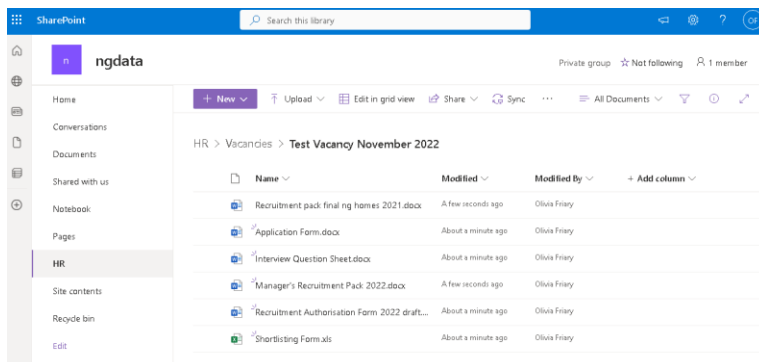 SharePoint
Search this library
?
OF
n
ngdata
Private group
Not following
1 member
Home
Conversations
Documents
Shared with us
Notebook
Pages
HR
Site contents
Recycle bin
Edit
+ New
Upload
Edit in grid view
Share
Sync
...
All Documents
HR > Vacancies > Test Vacancy November 2022
Name Modified Modified By + Add column
Recruitment pack final ng homes 2021.docx A few seconds ago Olivia Friary
Application Form.docx About a minute ago Olivia Friary
Interview Question Sheet.docx About a minute ago Olivia Friary
Manager's Recruitment Pack 2022.docx A few seconds ago Olivia Friary
Recruitment Authorisation Form 2022 draft.... About a minute ago Olivia Friary
Shortlisting Form.xls About a minute ago Olivia Friary